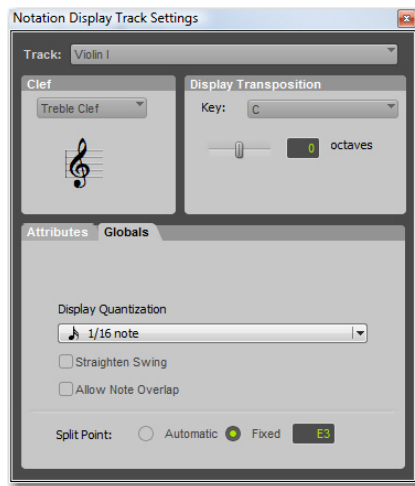 Notation Display Track Settings
Track: Violin I
Clef
Display Transposition
Treble Clef
Key: C
0 octaves
Attributes Globals
Display Quantization
1/16 note
Straighten Swing
Allow Note Overlap
Split Point: Automatic Fixed E3